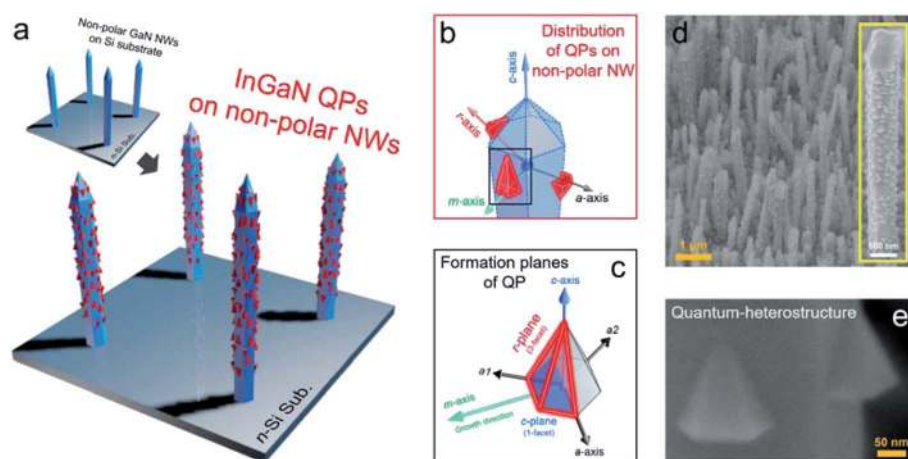 a
Non-polar GaN NWs
on Si substrate
n-Si Sub.
InGaN QPs
on non-polar NWs
n-Si Sub.
b
Distribution of QPs on
non-polar NW
c-axis
r-axis
m-axis
a-axis
Formation planes
of QP
c
c-axis
r-plane
(3-facet)
a2
a1
m-axis
Growth direction
c-plane
(1-facet)
a-axis
d
1 μm
100 nm
Quantum-heterostructure
e
50 nm